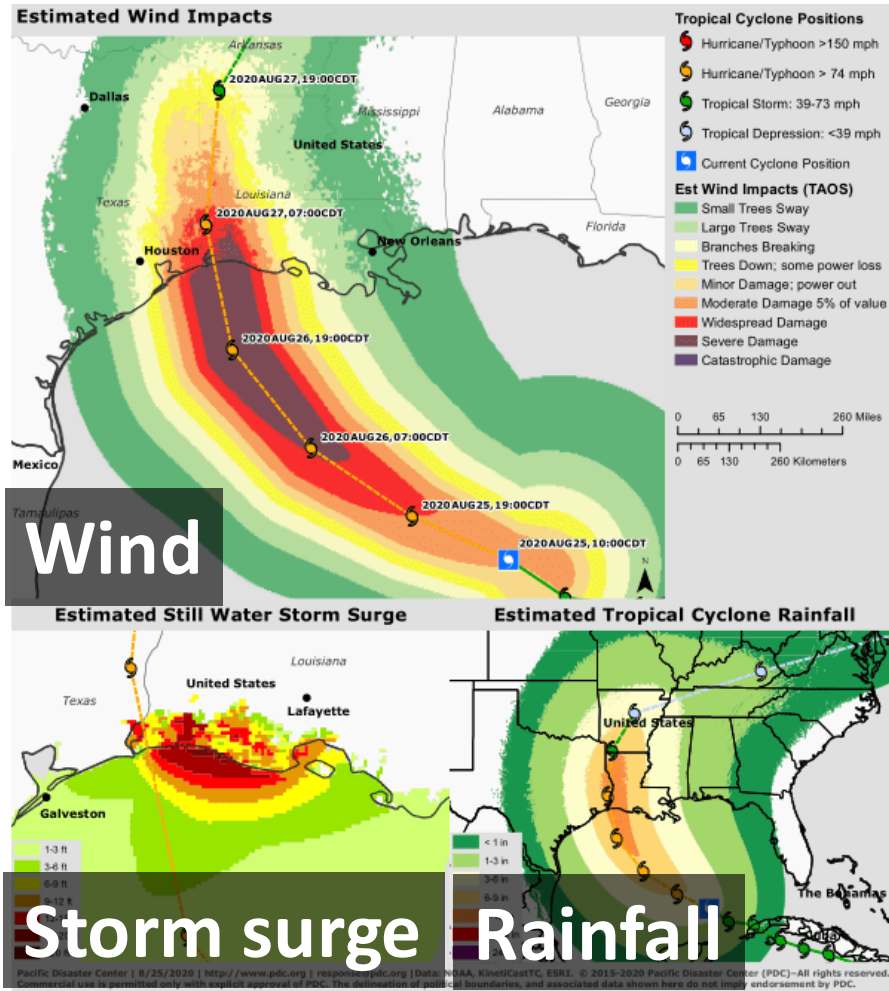 Estimated Wind Impacts
Arkansas
2020AUG27,19:00CDT
Dallas
Mississippi
Alabama
Georgia
United States
Texas
Louisiana
2020AUG27,07:00CDT
Florida
Houston
New Orleans
2020AUG26,19:00CDT
2020AUG26,07:00CDT
Mexico
2020AUG25,19:00CDT
Tamaulipas
2020AUG25,10:00CDT
N
Wind
Tropical Cyclone Positions
Hurricane/Typhoon >150 mph
Hurricane/Typhoon > 74 mph
Tropical Storm: 39-73 mph
Tropical Depression: <39 mph
Current Cyclone Position
Est Wind Impacts (TAOS)
Small Trees Sway
Large Trees Sway
Branches Breaking
Trees Down; some power loss
Minor Damage; power out
Moderate Damage 5% of value
Widespread Damage
Severe Damage
Catastrophic Damage
0 65 130 260 Miles
0 65 130 260 Kilometers
Estimated Still Water Storm Surge
Louisiana
United States
Texas
Lafayette
Galveston
1-3 ft
3-6 ft
6-9 ft
9-12 ft
Storm surge
Estimated Tropical Cyclone Rainfall
United States
< 1 in
1-3 in
3-6 in
6-9 in
The Bahamas
Rainfall
Pacific Disaster Center | 8/25/2020 | http://www.pdc.org | response@pdc.org |Data: NOAA, KinetiCastTC, ESRI. © 2015-2020 Pacific Disaster Center (PDC)–All rights reserved.
Commercial use is permitted only with explicit approval of PDC. The delineation of political boundaries, and associated data shown here do not imply endorsement by PDC.